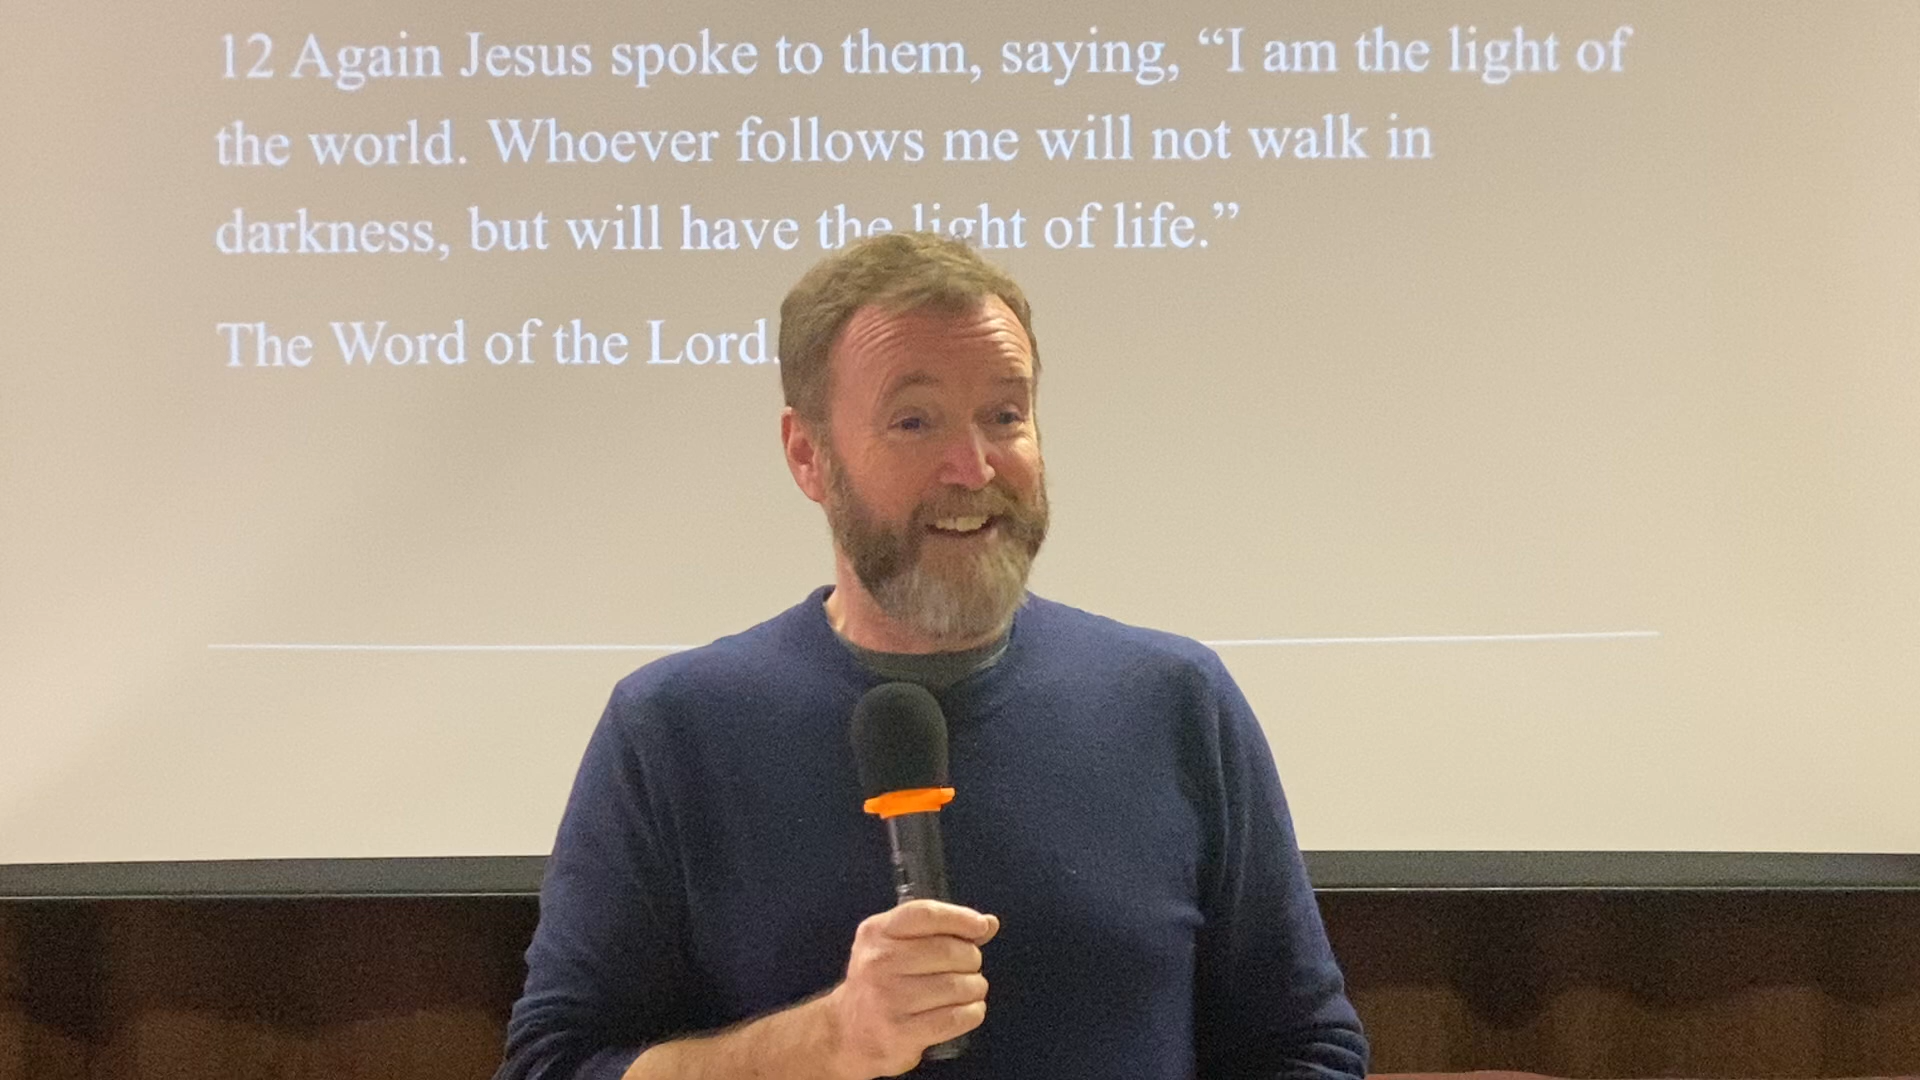 12 Again Jesus spoke to them, saying, “I am the light of
the world. Whoever follows me will not walk in
darkness, but will have the light of life.”
The Word of the Lord.